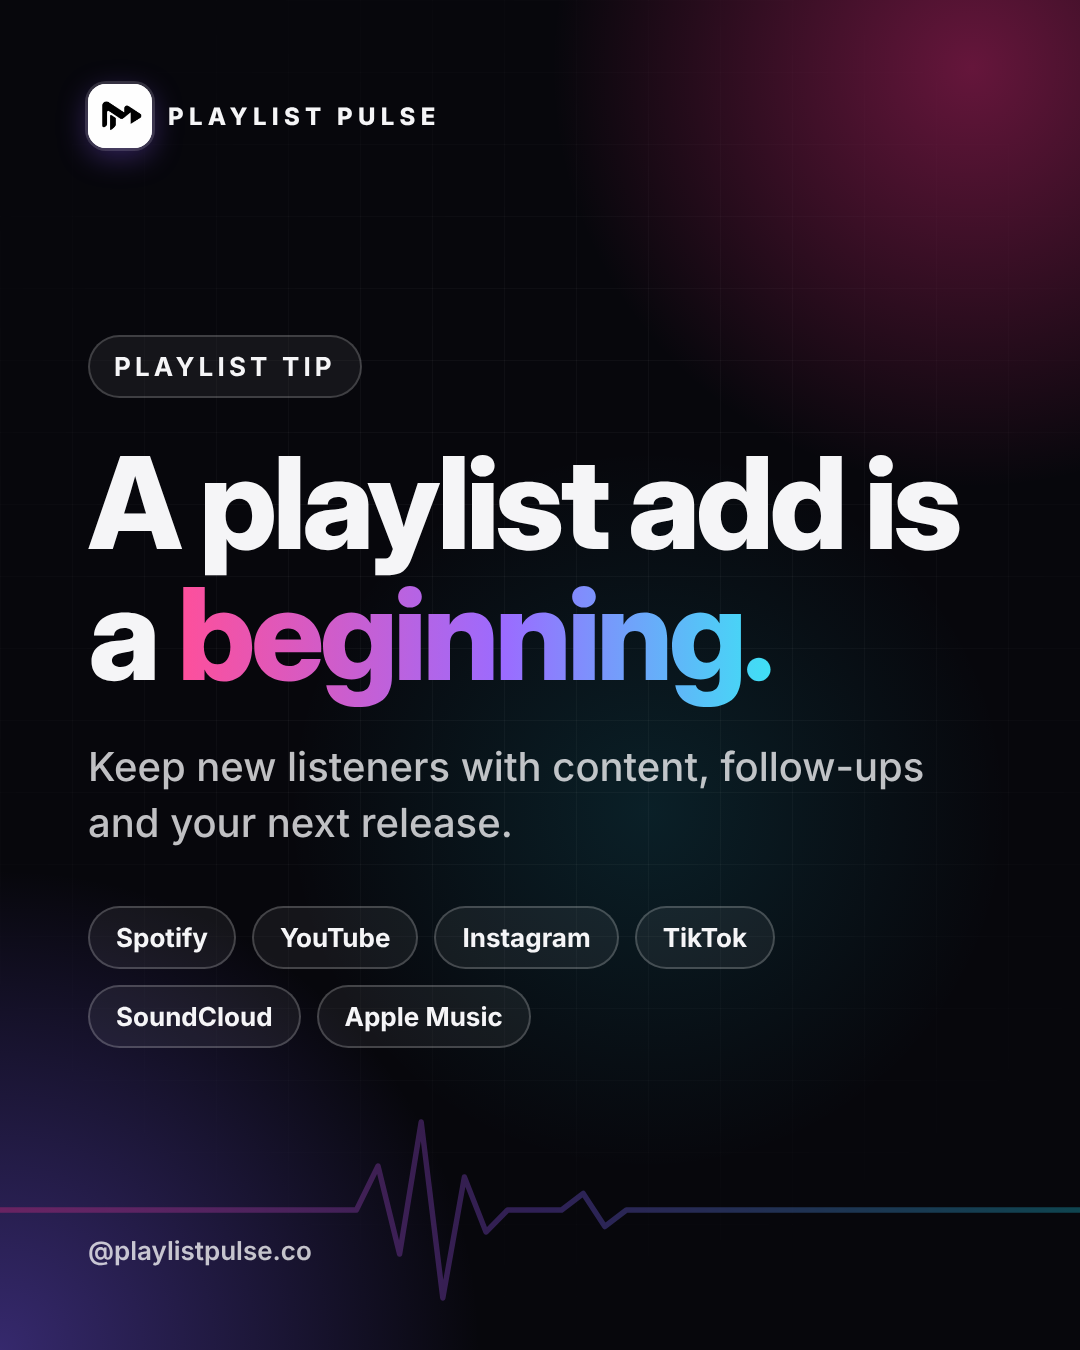 PLAYLIST PULSE
PLAYLIST TIP
A playlist add is
a beginning.
Keep new listeners with content, follow-ups
and your next release.
Spotify YouTube Instagram TikTok
SoundCloud Apple Music
@playlistpulse.co